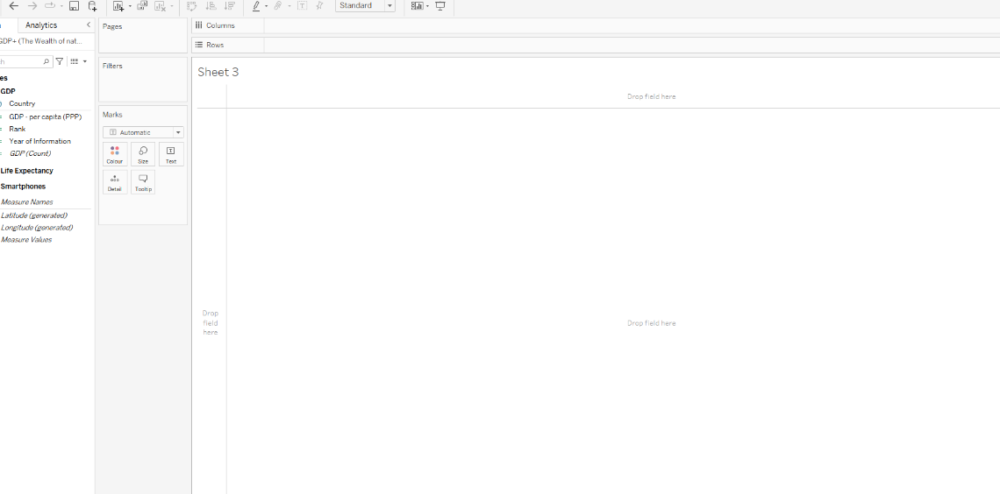 Standard
Analytics
GDP+ (The Wealth of nat...
GDP
Country
GDP - per capita (PPP)
Rank
Year of Information
GDP (Count)
Life Expectancy
Smartphones
Measure Names
Latitude (generated)
Longitude (generated)
Measure Values
Pages
Filters
Marks
Automatic
Colour
Size
Text
Detail
Tooltip
Columns
Rows
Sheet 3
Drop field here
Drop
field
here
Drop field here